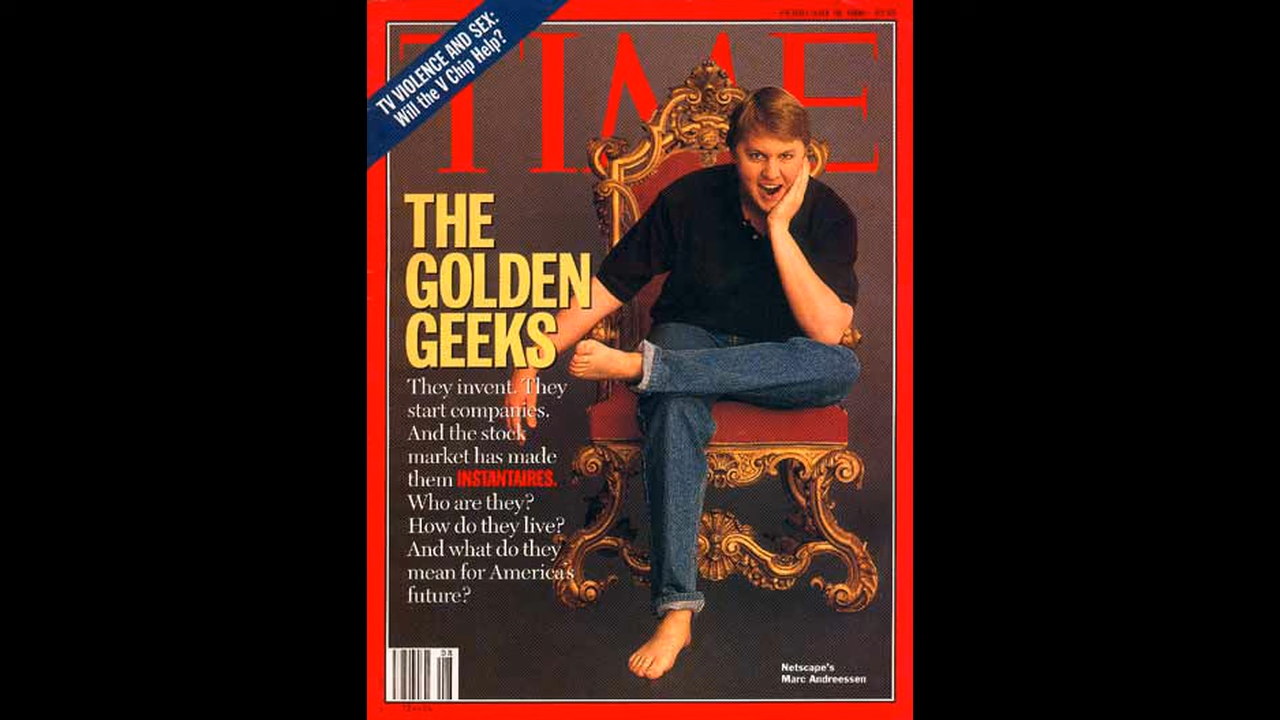 TV VIOLENCE AND SEX:
Will the V Chip Help?
TIME
THE
GOLDEN
GEEKS
They invent. They
start companies.
And the stock
market has made
them INSTANTAIRES.
Who are they?
How do they live?
And what do they
mean for America's
future?
Netscape's
Marc Andreessen